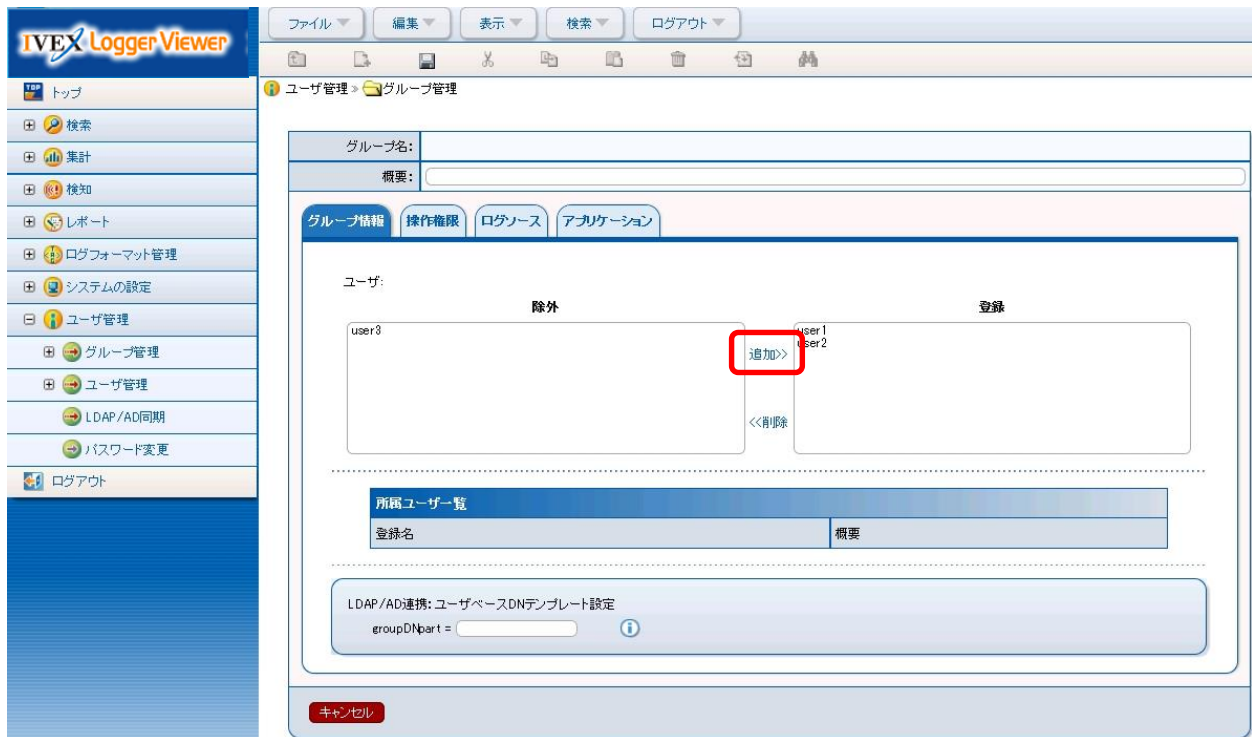 IVEX Logger Viewer
ファイル 編集 表示 検索 ログアウト
トップ
検索
集計
検知
レポート
ログフォーマット管理
システムの設定
ユーザ管理
グループ管理
ユーザ管理
LDAP/AD同期
パスワード変更
ログアウト
ユーザ管理 » グループ管理
グループ名:
概要:
グループ情報 操作権限 ログソース アプリケーション
ユーザ:
除外 登録
user3
追加>>
<<削除
user1
user2
所属ユーザ一覧
登録名 概要
LDAP/AD連携: ユーザベースDNテンプレート設定
groupDNpart =
キャンセル